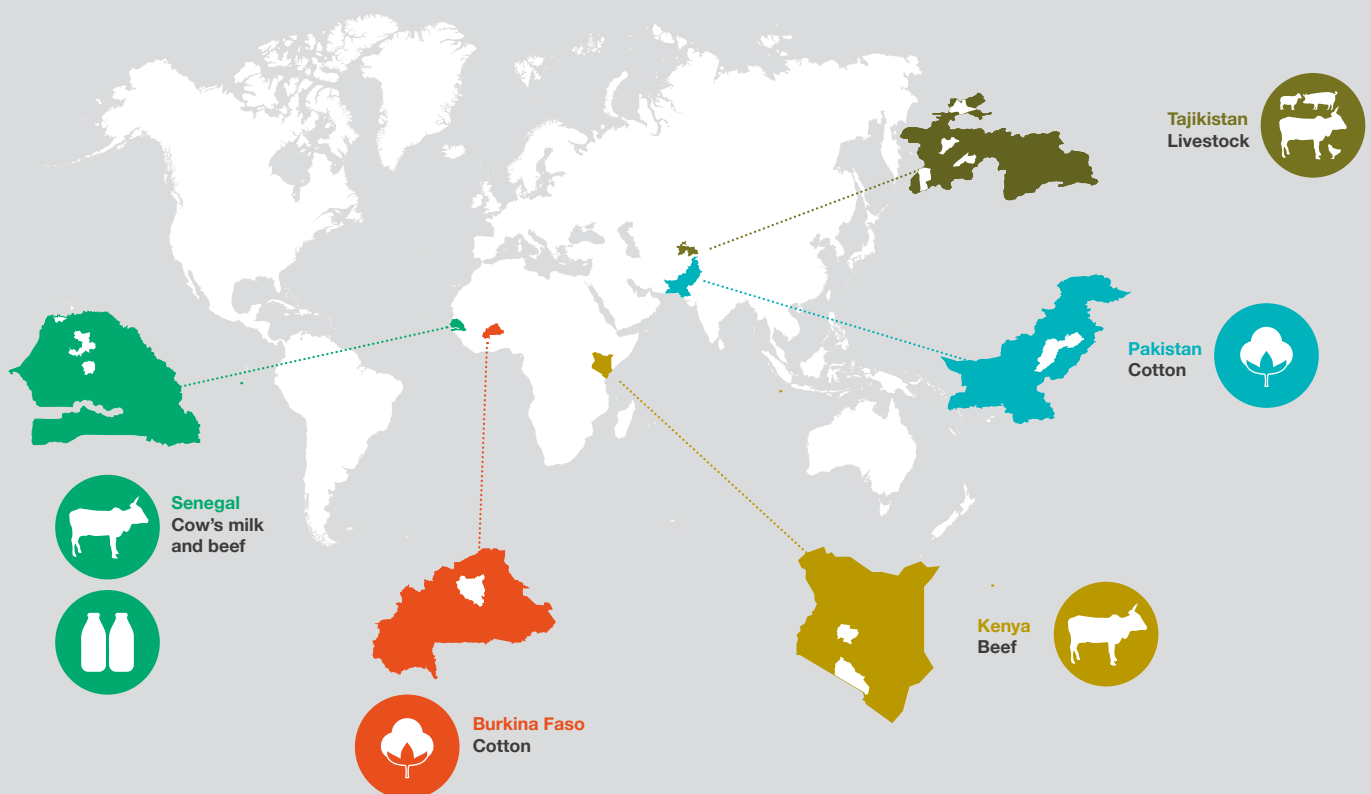 Tajikistan
Livestock
Pakistan
Cotton
Senegal
Cow's milk
and beef
Kenya
Beef
Burkina Faso
Cotton